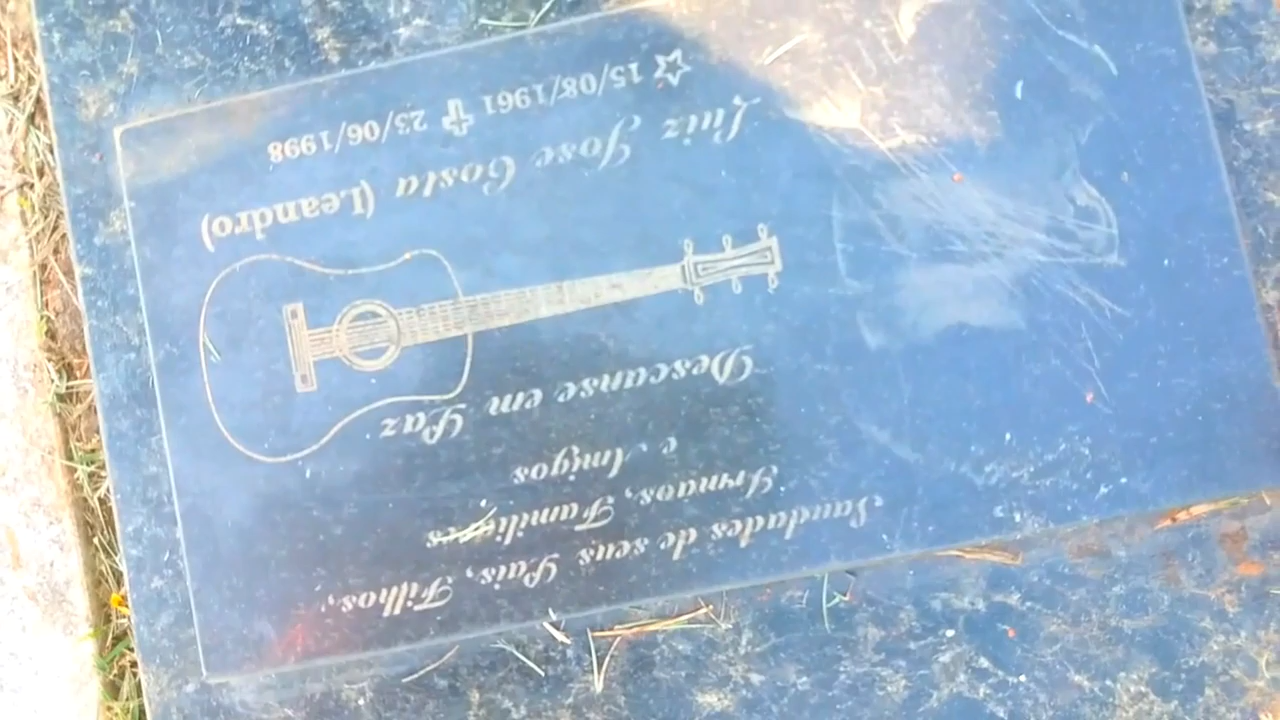 Saudades de seus Pais, Filhos,
Irmaos, Familiares
e Amigos
Descanse em Paz
Luiz Jose Costa (Leandro)
15/08/1961 23/06/1998